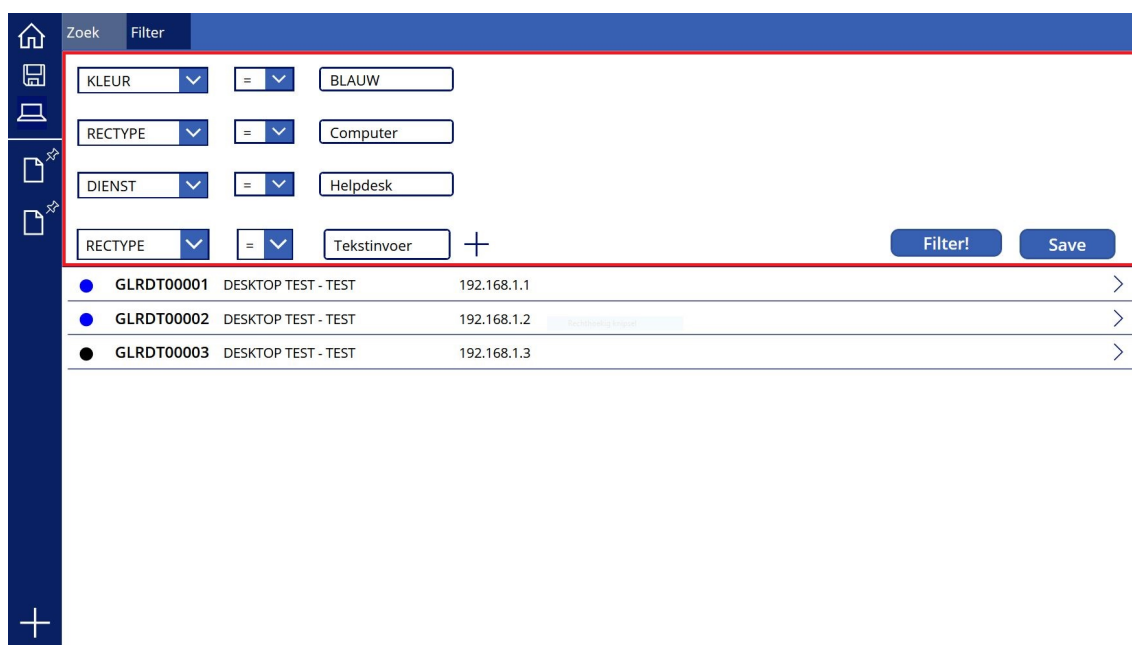 Zoek Filter
KLEUR = BLAUW
RECTYPE = Computer
DIENST = Helpdesk
RECTYPE = Tekstinvoer Filter! Save
GLRDT00001 DESKTOP TEST - TEST 192.168.1.1
GLRDT00002 DESKTOP TEST - TEST 192.168.1.2
GLRDT00003 DESKTOP TEST - TEST 192.168.1.3